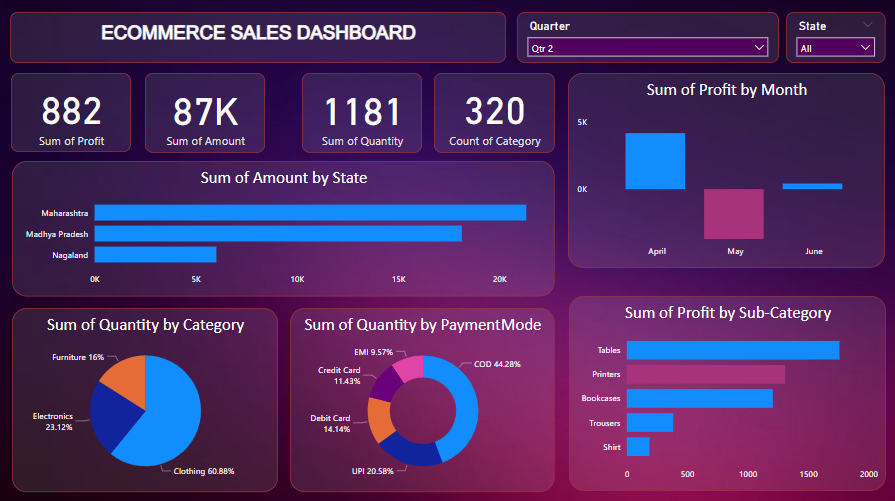 ECOMMERCE SALES DASHBOARD
Quarter
Qtr 2
State
All
882
Sum of Profit
87K
Sum of Amount
1181
Sum of Quantity
320
Count of Category
Sum of Profit by Month
5K
0K
April
May
June
Sum of Amount by State
Maharashtra
Madhya Pradesh
Nagaland
0K
5K
10K
15K
20K
Sum of Quantity by Category
Furniture 16%
Electronics
23.12%
Clothing 60.88%
Sum of Quantity by PaymentMode
EMI 9.57%
COD 44.28%
Credit Card
11.43%
Debit Card
14.14%
UPI 20.58%
Sum of Profit by Sub-Category
Tables
Printers
Bookcases
Trousers
Shirt
0
500
1000
1500
2000